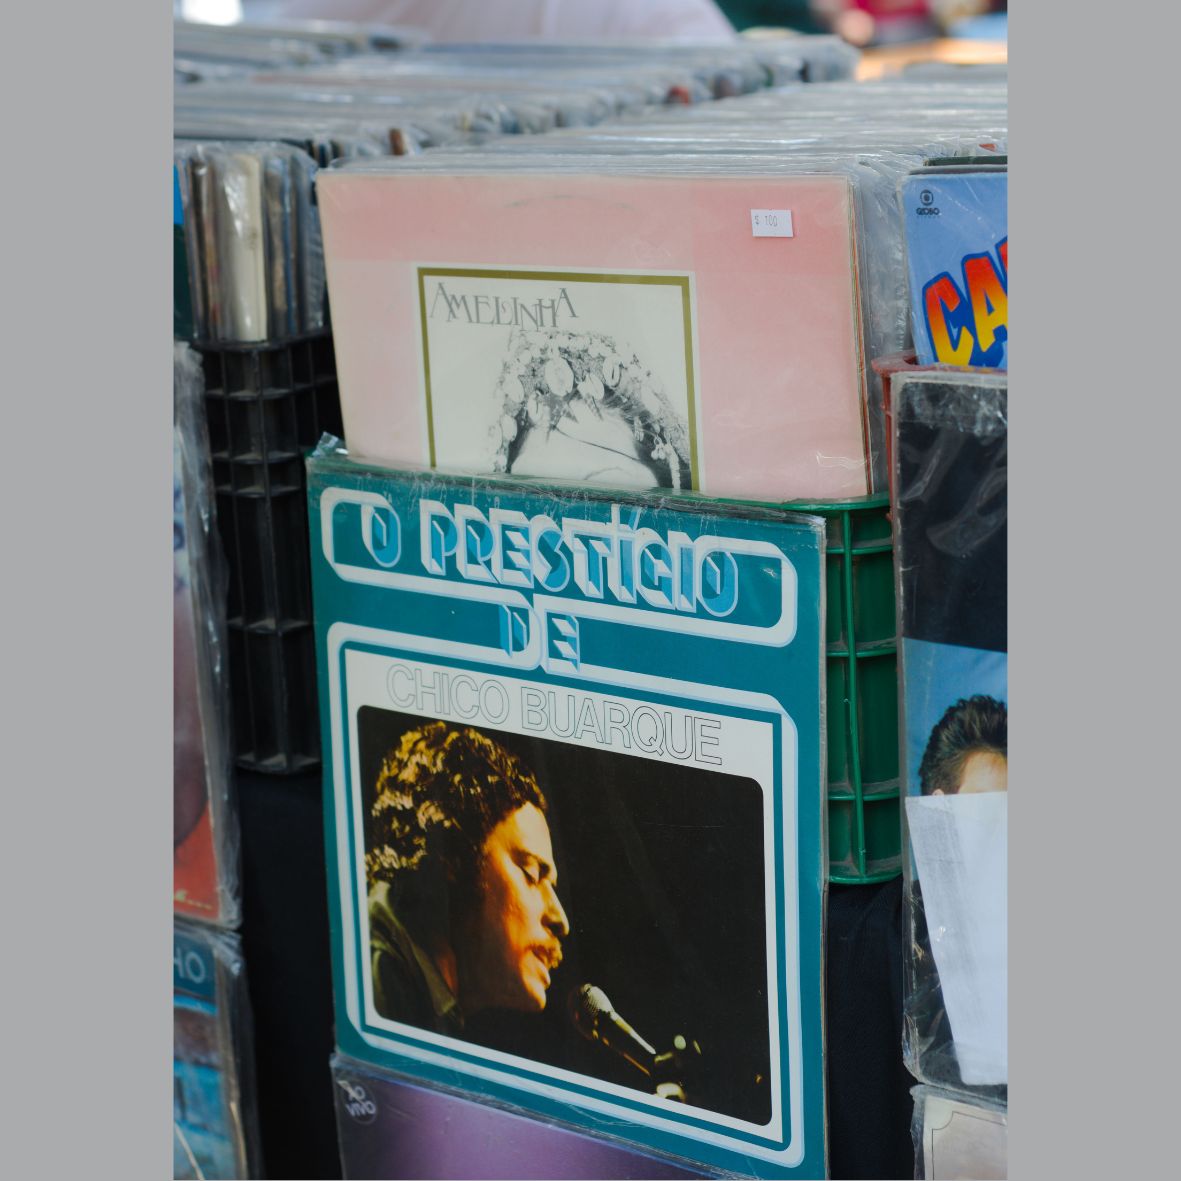 $ 100
GLOBO
AMELINHA
CA
O PRESTÍGIO
DE
CHICO BUARQUE
HO
AO
VIVO